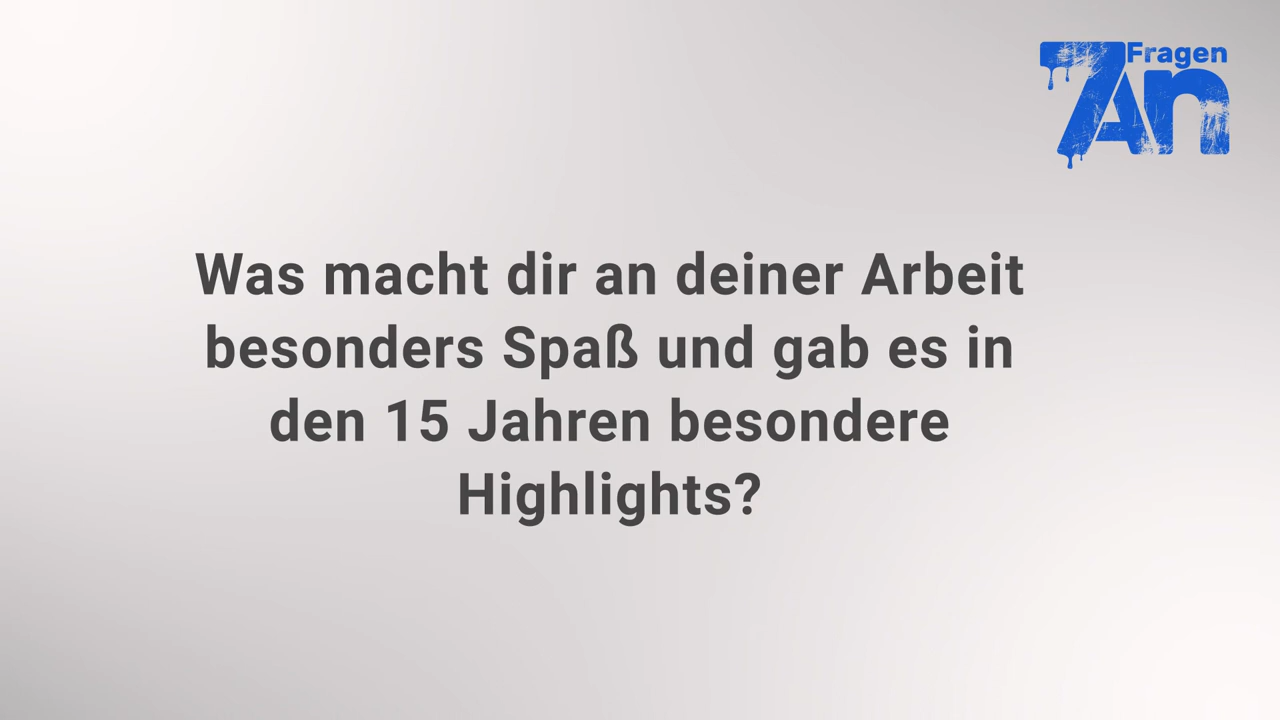 7 Fragen
An
Was macht dir an deiner Arbeit
besonders Spaß und gab es in
den 15 Jahren besondere
Highlights?